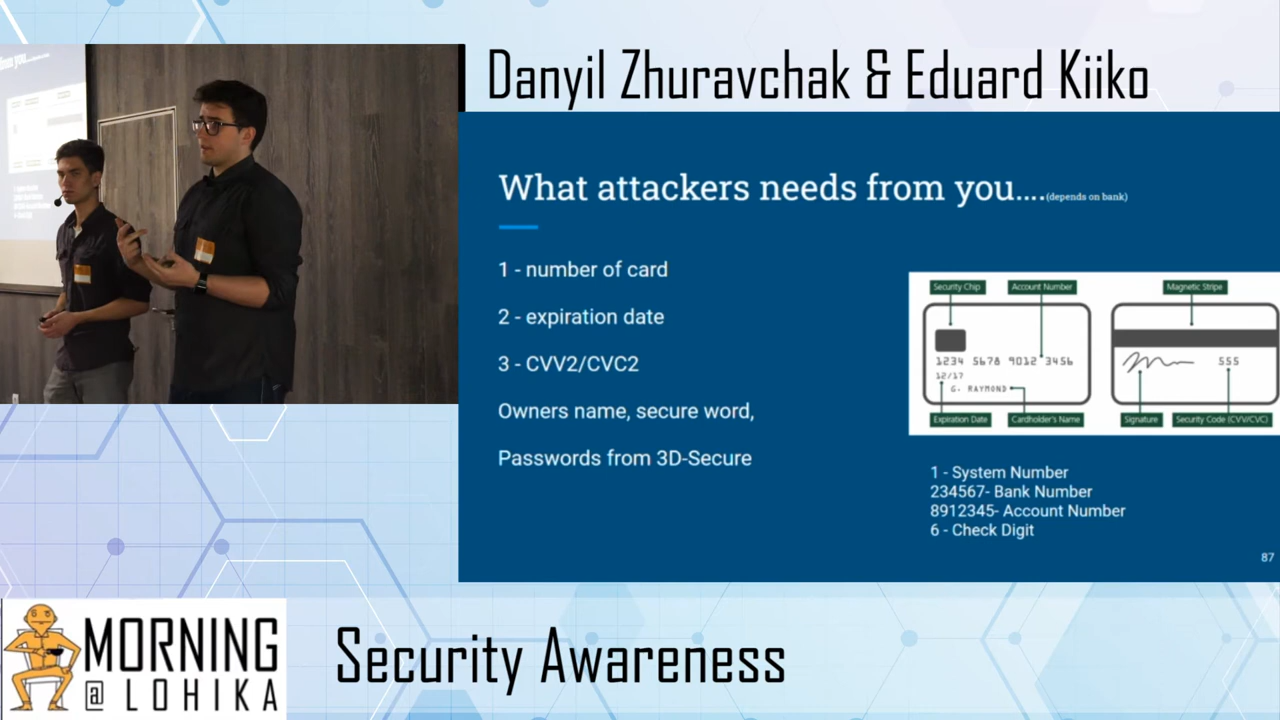 Danyil Zhuravchak & Eduard Kiiko
What attackers needs from you....(depends on bank)
1 - number of card
2 - expiration date
3 - CVV2/CVC2
Owners name, secure word,
Passwords from 3D-Secure
Security Chip
Account Number
Magnetic Stripe
1234 5678 9012 3456
12/17
G. RAYMOND
555
Expiration Date
Cardholder's Name
Signature
Security Code (CVV/CVC)
1 - System Number
234567- Bank Number
8912345- Account Number
6 - Check Digit
87
MORNING
@ LOHIKA
Security Awareness